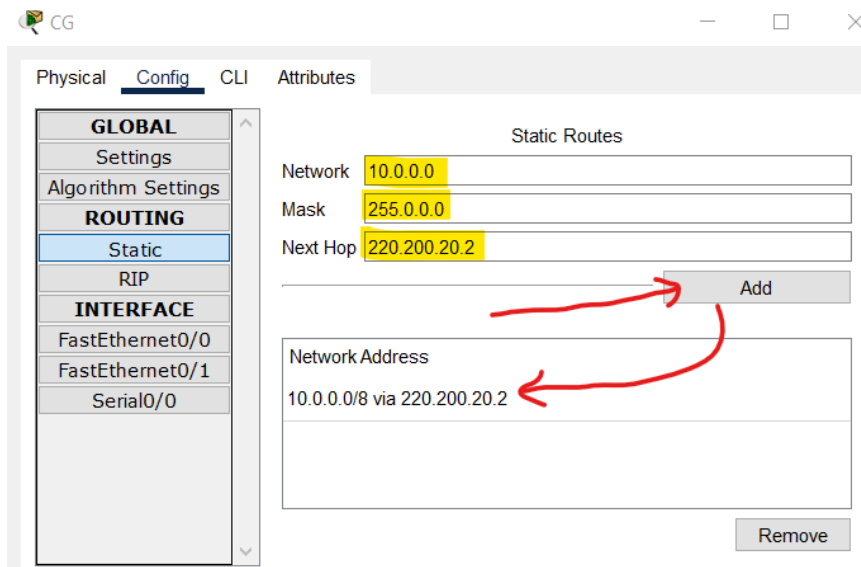 CG
Physical Config CLI Attributes
GLOBAL
Settings
Algorithm Settings
ROUTING
Static
RIP
INTERFACE
FastEthernet0/0
FastEthernet0/1
Serial0/0
Static Routes
Network 10.0.0.0
Mask 255.0.0.0
Next Hop 220.200.20.2
Add
Network Address
10.0.0.0/8 via 220.200.20.2
Remove